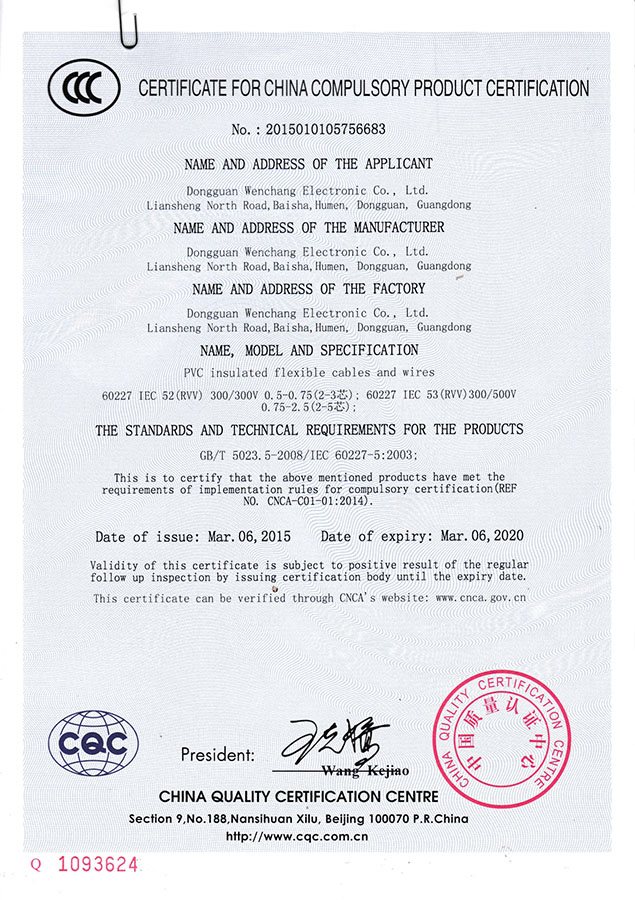 CCC
CERTIFICATE FOR CHINA COMPULSORY PRODUCT CERTIFICATION
No. : 2015010105756683
NAME AND ADDRESS OF THE APPLICANT
Dongguan Wenchang Electronic Co., Ltd.
Liansheng North Road,Baisha,Humen, Dongguan, Guangdong
NAME AND ADDRESS OF THE MANUFACTURER
Dongguan Wenchang Electronic Co., Ltd.
Liansheng North Road,Baisha,Humen, Dongguan, Guangdong
NAME AND ADDRESS OF THE FACTORY
Dongguan Wenchang Electronic Co., Ltd.
Liansheng North Road,Baisha,Humen, Dongguan, Guangdong
NAME, MODEL AND SPECIFICATION
PVC insulated flexible cables and wires
60227 IEC 52(RVV) 300/300V 0.5-0.75(2-3芯); 60227 IEC 53(RVV)300/500V
0.75-2.5(2-5芯);
THE STANDARDS AND TECHNICAL REQUIREMENTS FOR THE PRODUCTS
GB/T 5023.5-2008/IEC 60227-5:2003;
This is to certify that the above mentioned products have met the
requirements of implementation rules for compulsory certification(REF
NO. CNCA-C01-01:2014).
Date of issue: Mar.06,2015 Date of expiry: Mar.06,2020
Validity of this certificate is subject to positive result of the regular
follow up inspection by issuing certification body until the expiry date.
This certificate can be verified through CNCA's website: www.cnca.gov.cn
CHINA QUALITY CERTIFICATION CENTRE
中国质量认证中心
CQC
President:
Wang Kejiao
CHINA QUALITY CERTIFICATION CENTRE
Section 9,No.188,Nansihuan Xilu, Beijing 100070 P.R.China
http://www.cqc.com.cn
Q 1093624